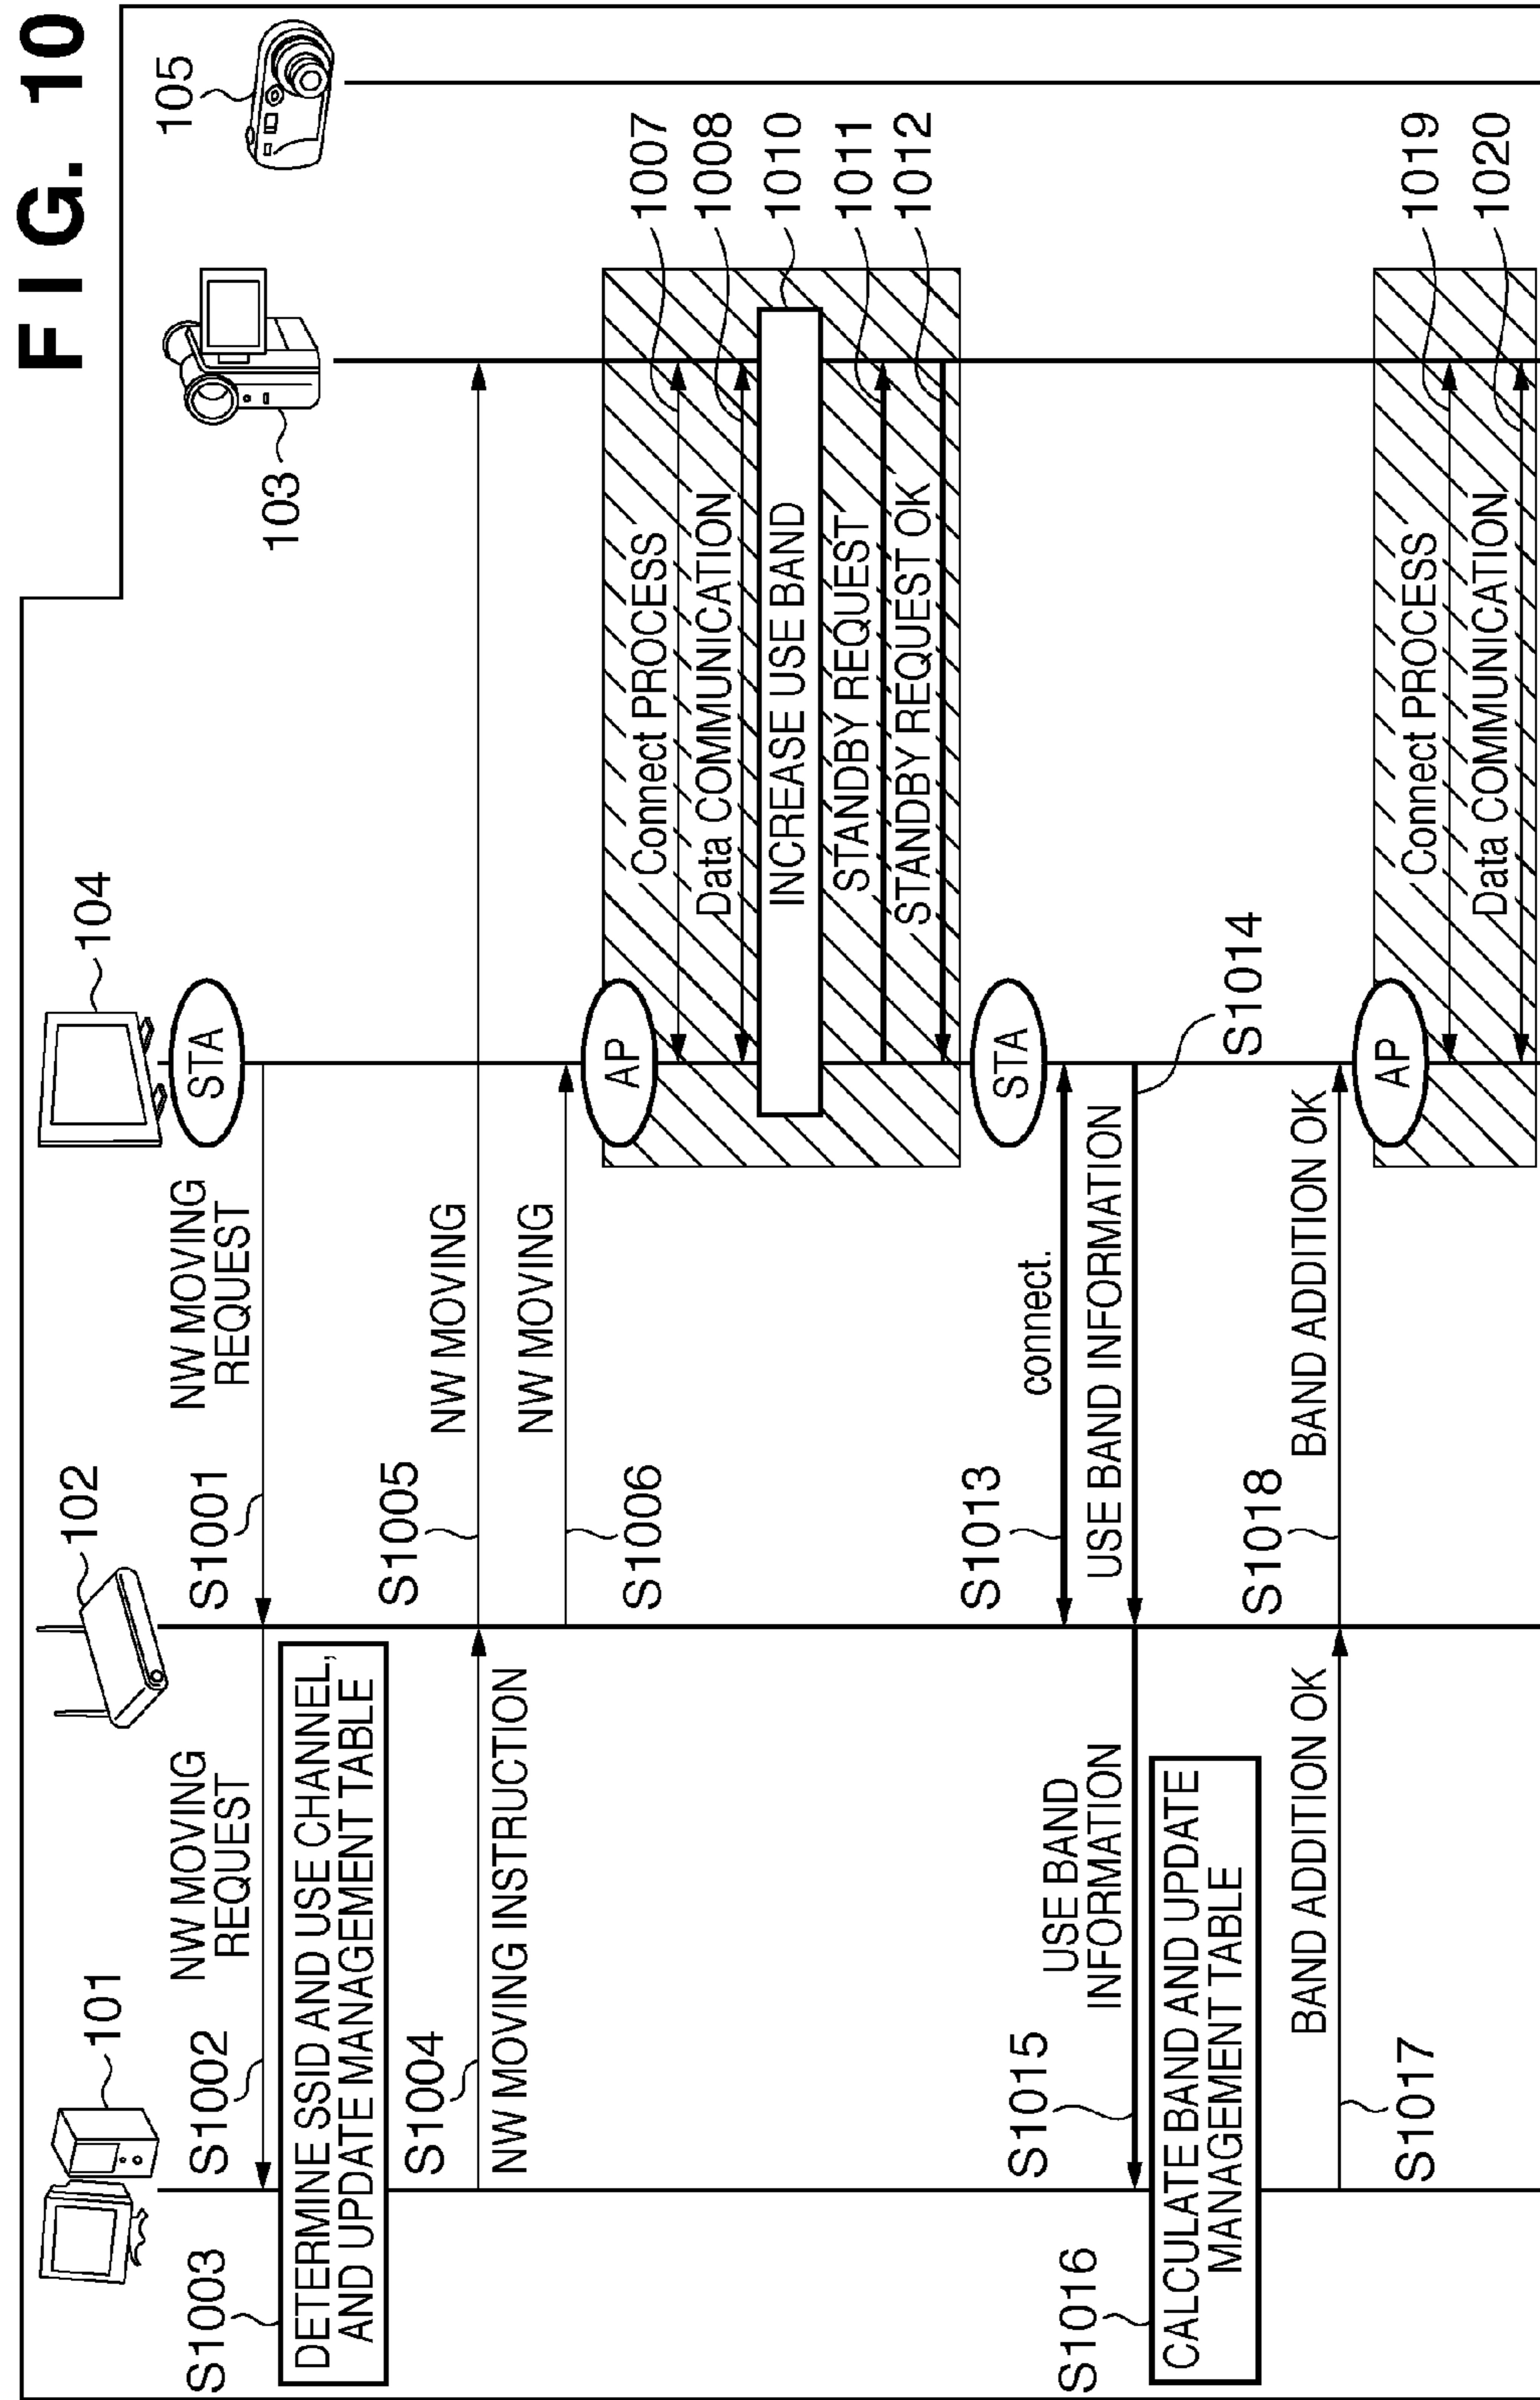 FIG. 10
101
102
104
103
105
STA
NW MOVING
REQUEST
S1001
NW MOVING
REQUEST
S1002
S1003
DETERMINE SSID AND USE CHANNEL,
AND UPDATE MANAGEMENT TABLE
S1004
NW MOVING INSTRUCTION
S1005
NW MOVING
NW MOVING
S1006
AP
Connect PROCESS
1007
Data COMMUNICATION
1008
INCREASE USE BAND
1010
STANDBY REQUEST
1011
STANDBY REQUEST OK
1012
STA
S1013
connect.
USE BAND INFORMATION
S1014
S1015
USE BAND
INFORMATION
S1016
CALCULATE BAND AND UPDATE
MANAGEMENT TABLE
BAND ADDITION OK
S1017
S1018
BAND ADDITION OK
AP
Connect PROCESS
1019
Data COMMUNICATION
1020